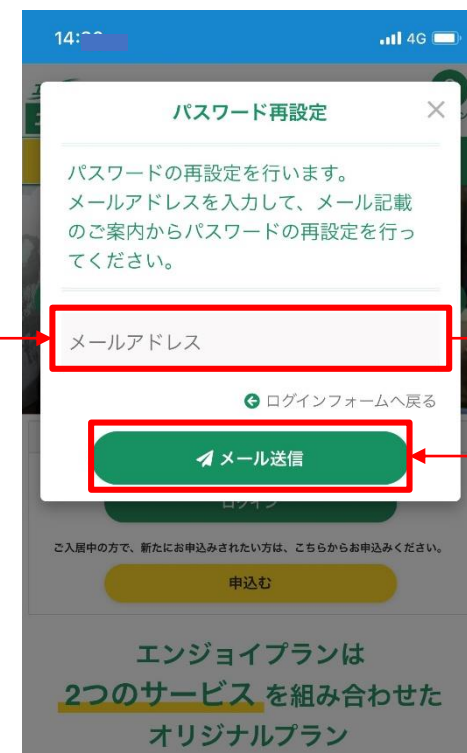 14:
4G
パスワード再設定
パスワードの再設定を行います。
メールアドレスを入力して、メール記載
のご案内からパスワードの再設定を行っ
てください。
メールアドレス
ログインフォームへ戻る
メール送信
ログイン
ご入居中の方で、新たにお申込みされたい方は、こちらからお申込みください。
申込む
エンジョイプランは
2つのサービス を組み合わせた
オリジナルプラン